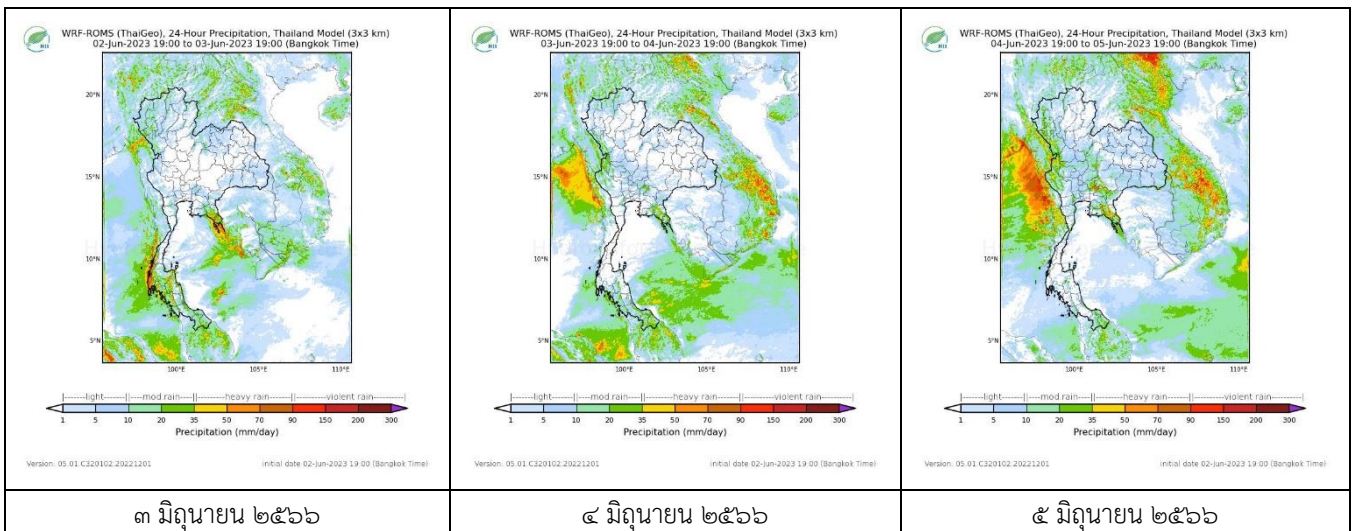 WRF-ROMS (ThaiGeo), 24-Hour Precipitation, Thailand Model (3x3 km)
02-Jun-2023 19:00 to 03-Jun-2023 19:00 (Bangkok Time)
20°N
15°N
10°N
5°N
100°E 105°E 110°E
|-------light-------||----mod.rain----||-------heavy rain-------||-------violent rain-------|
1 5 10 20 35 50 70 90 150 200 300
Precipitation (mm/day)
Version: 05.01.C320102.20221201 initial date 02-Jun-2023 19:00 (Bangkok Time)
๓ มิถุนายน ๒๕๖๖
WRF-ROMS (ThaiGeo), 24-Hour Precipitation, Thailand Model (3x3 km)
03-Jun-2023 19:00 to 04-Jun-2023 19:00 (Bangkok Time)
20°N
15°N
10°N
5°N
100°E 105°E 110°E
|-------light-------||----mod.rain----||-------heavy rain-------||-------violent rain-------|
1 5 10 20 35 50 70 90 150 200 300
Precipitation (mm/day)
Version: 05.01.C320102.20221201 initial date 02-Jun-2023 19:00 (Bangkok Time)
๔ มิถุนายน ๒๕๖๖
WRF-ROMS (ThaiGeo), 24-Hour Precipitation, Thailand Model (3x3 km)
04-Jun-2023 19:00 to 05-Jun-2023 19:00 (Bangkok Time)
20°N
15°N
10°N
5°N
100°E 105°E 110°E
|-------light-------||----mod.rain----||-------heavy rain-------||-------violent rain-------|
1 5 10 20 35 50 70 90 150 200 300
Precipitation (mm/day)
Version: 05.01.C320102.20221201 initial date 02-Jun-2023 19:00 (Bangkok Time)
๕ มิถุนายน ๒๕๖๖